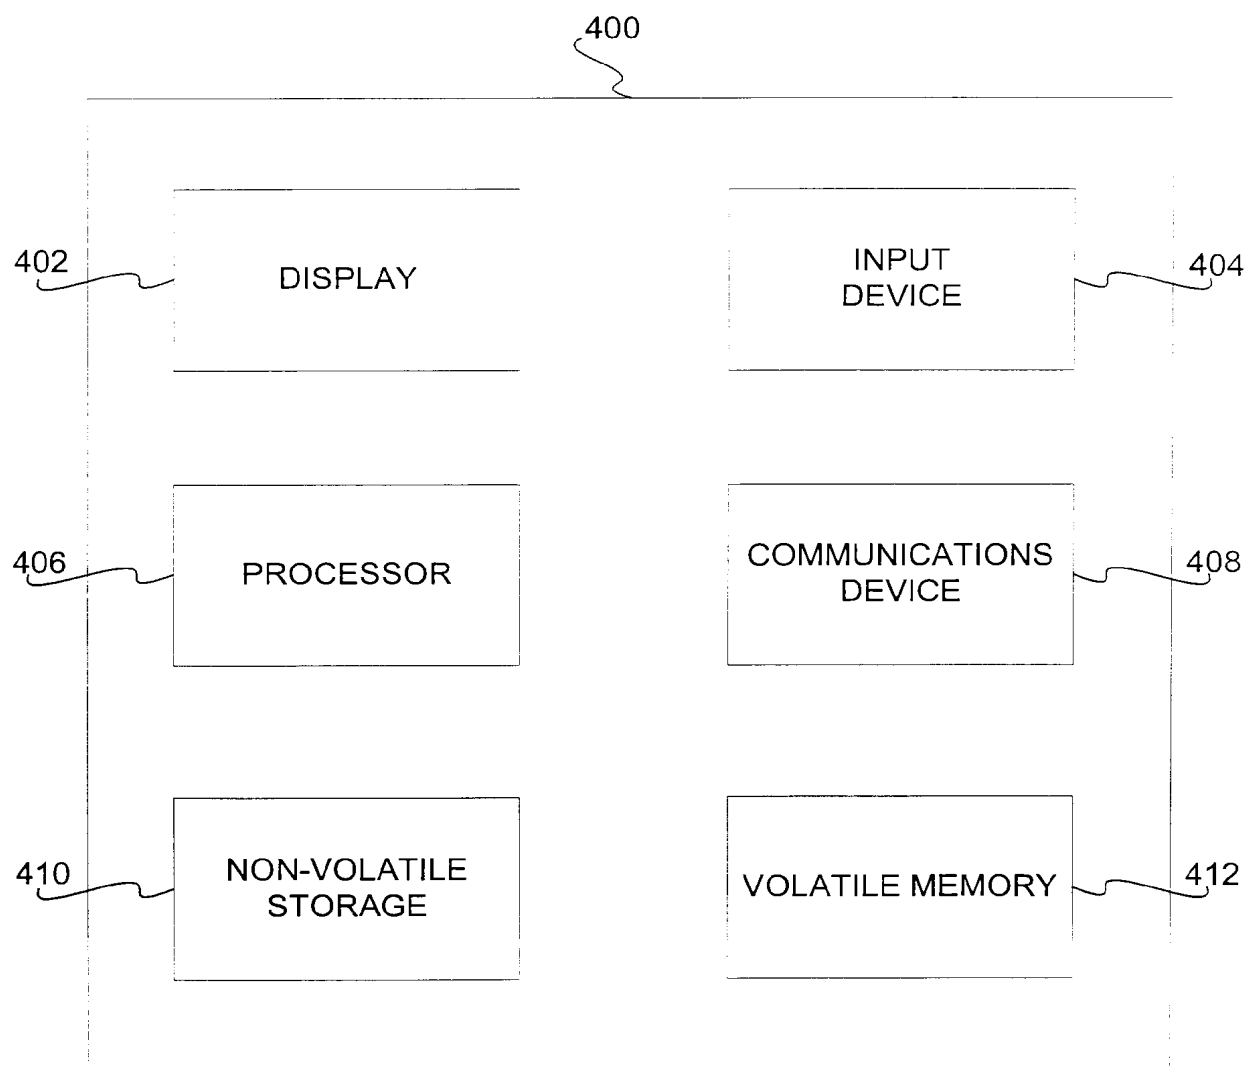 400
402
DISPLAY
INPUT
DEVICE
404
406
PROCESSOR
COMMUNICATIONS
DEVICE
408
410
NON-VOLATILE
STORAGE
VOLATILE MEMORY
412